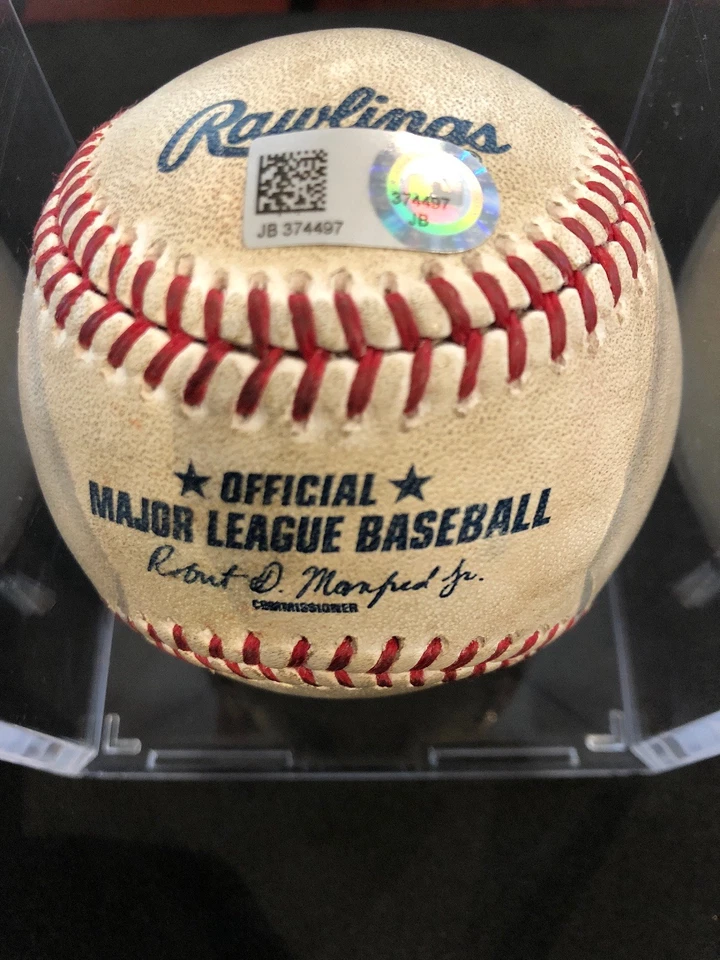 Rawlings
374497
JB
JB 374497
OFFICIAL
MAJOR LEAGUE BASEBALL
Robert D. Manfred Jr.
COMMISSIONER